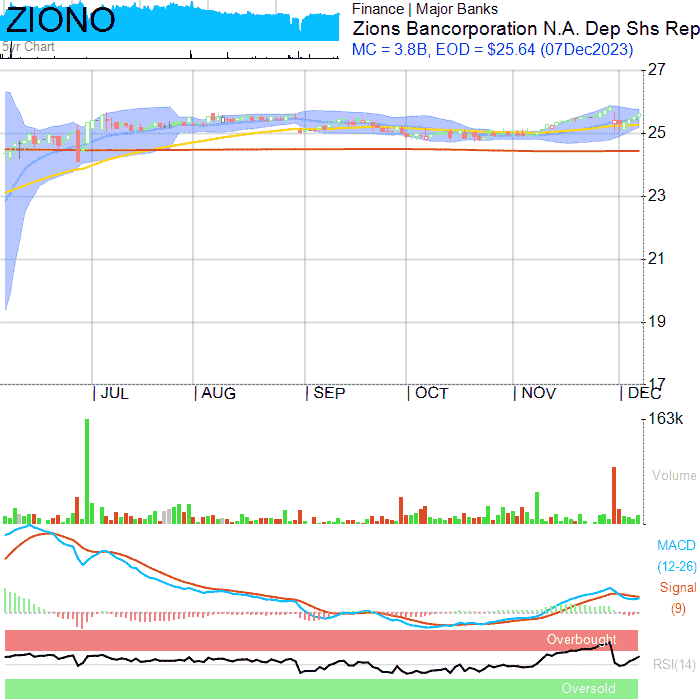 ZIONO
5yr Chart
Finance | Major Banks
Zions Bancorporation N.A. Dep Shs Rep
MC = 3.8B, EOD = $25.64 (07Dec2023)
27
25
23
21
19
17
JUL
AUG
SEP
OCT
NOV
DEC
163k
Volume
MACD
(12-26)
Signal
(9)
Overbought
RSI(14)
Oversold